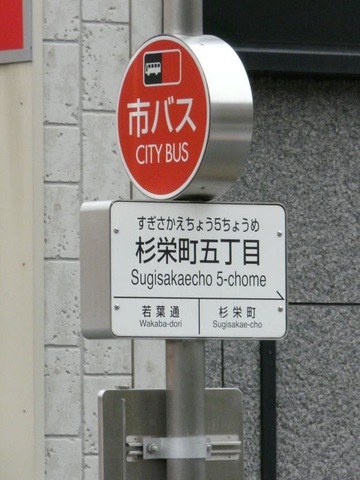 市バス
CITY BUS
すぎさかえちょう5ちょうめ
杉栄町五丁目
Sugisakaecho 5-chome
若葉通
Wakaba-dori
杉栄町
Sugisakae-cho